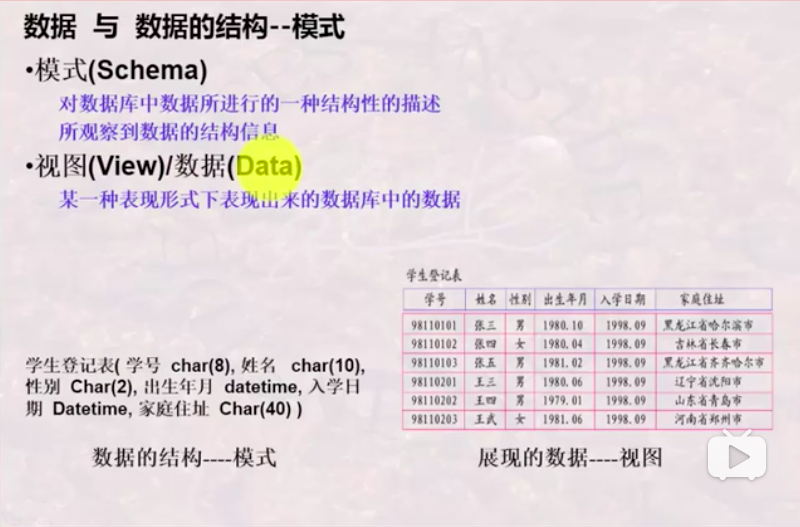 数据 与 数据的结构--模式
•模式(Schema)
对数据库中数据所进行的一种结构性的描述
所观察到数据的结构信息
•视图(View)/数据(Data)
某一种表现形式下表现出来的数据库中的数据
学生登记表
学号 姓名 性别 出生年月 入学日期 家庭住址
98110101 张三 男 1980.10 1998.09 黑龙江省哈尔滨市
98110102 张四 女 1980.04 1998.09 吉林省长春市
98110103 张五 男 1981.02 1998.09 黑龙江省齐齐哈尔市
98110201 王三 男 1980.06 1998.09 辽宁省沈阳市
98110202 王四 男 1979.01 1998.09 山东省青岛市
98110203 王武 女 1981.06 1998.09 河南省郑州市
学生登记表( 学号 char(8), 姓名 char(10),
性别 Char(2), 出生年月 datetime, 入学日
期 Datetime, 家庭住址 Char(40) )
数据的结构----模式
展现的数据----视图